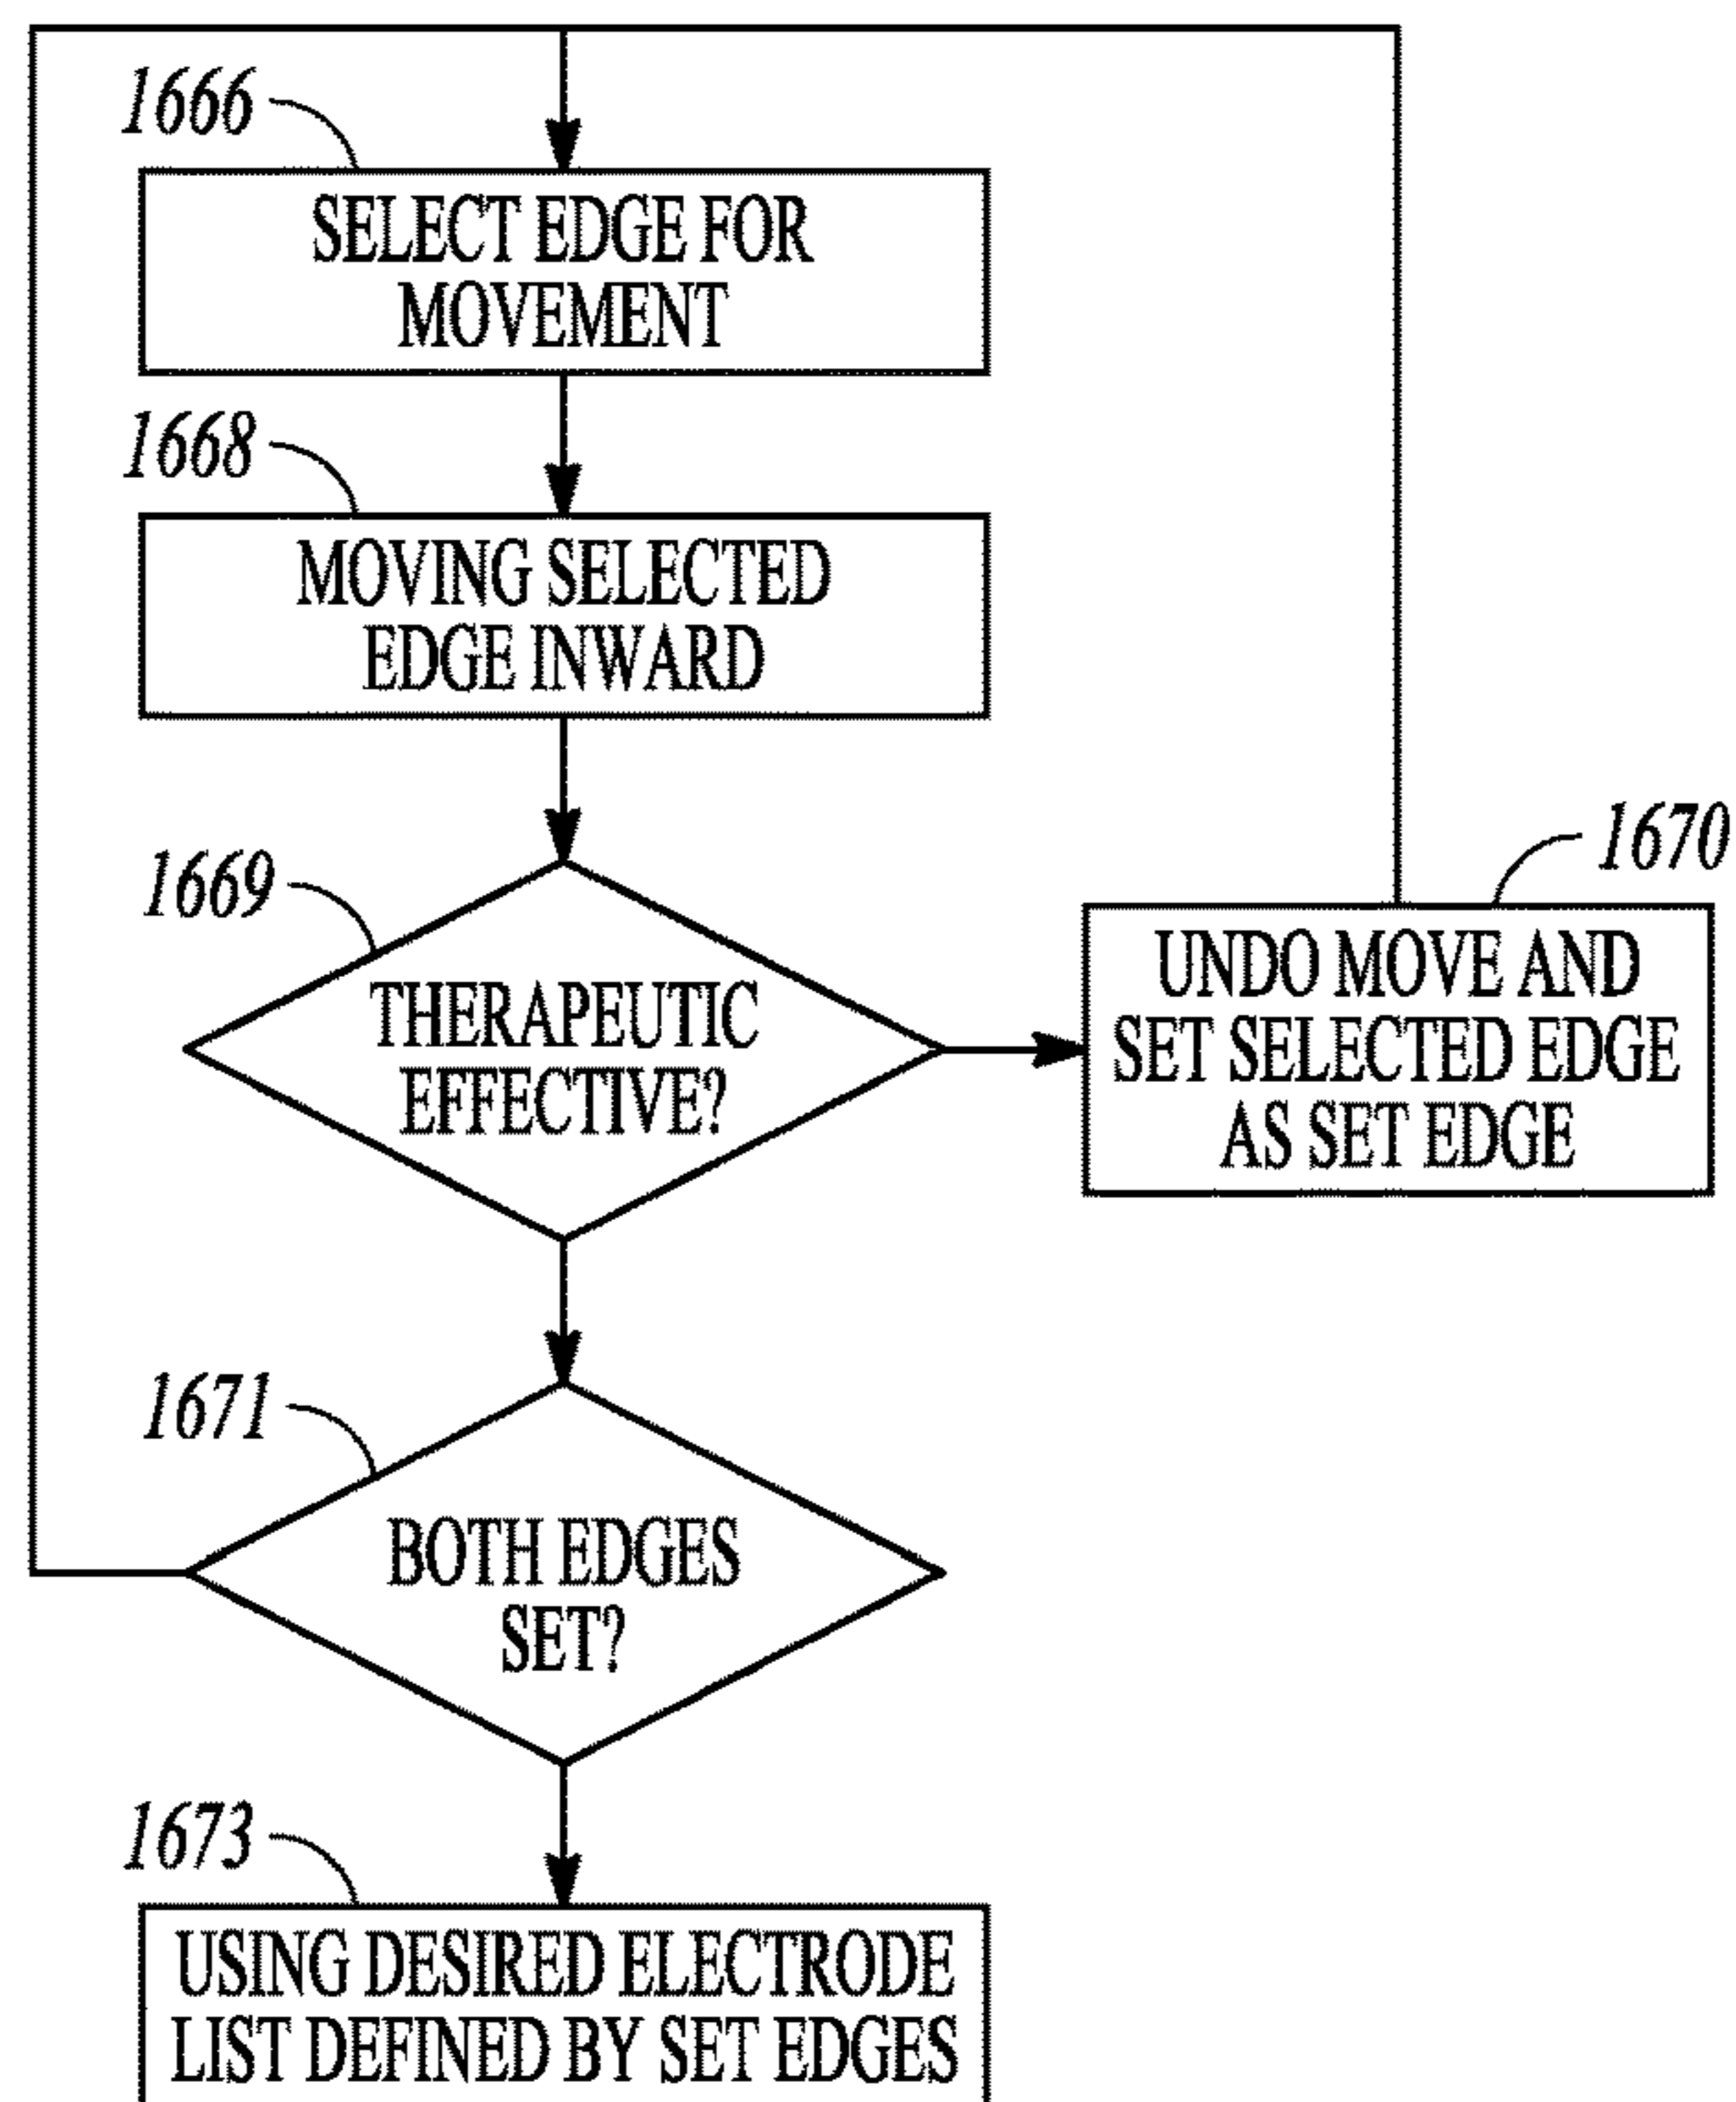 1666
SELECT EDGE FOR
MOVEMENT
1668
MOVING SELECTED
EDGE INWARD
1669
THERAPEUTIC
EFFECTIVE?
1670
UNDO MOVE AND
SET SELECTED EDGE
AS SET EDGE
1671
BOTH EDGES
SET?
1673
USING DESIRED ELECTRODE
LIST DEFINED BY SET EDGES